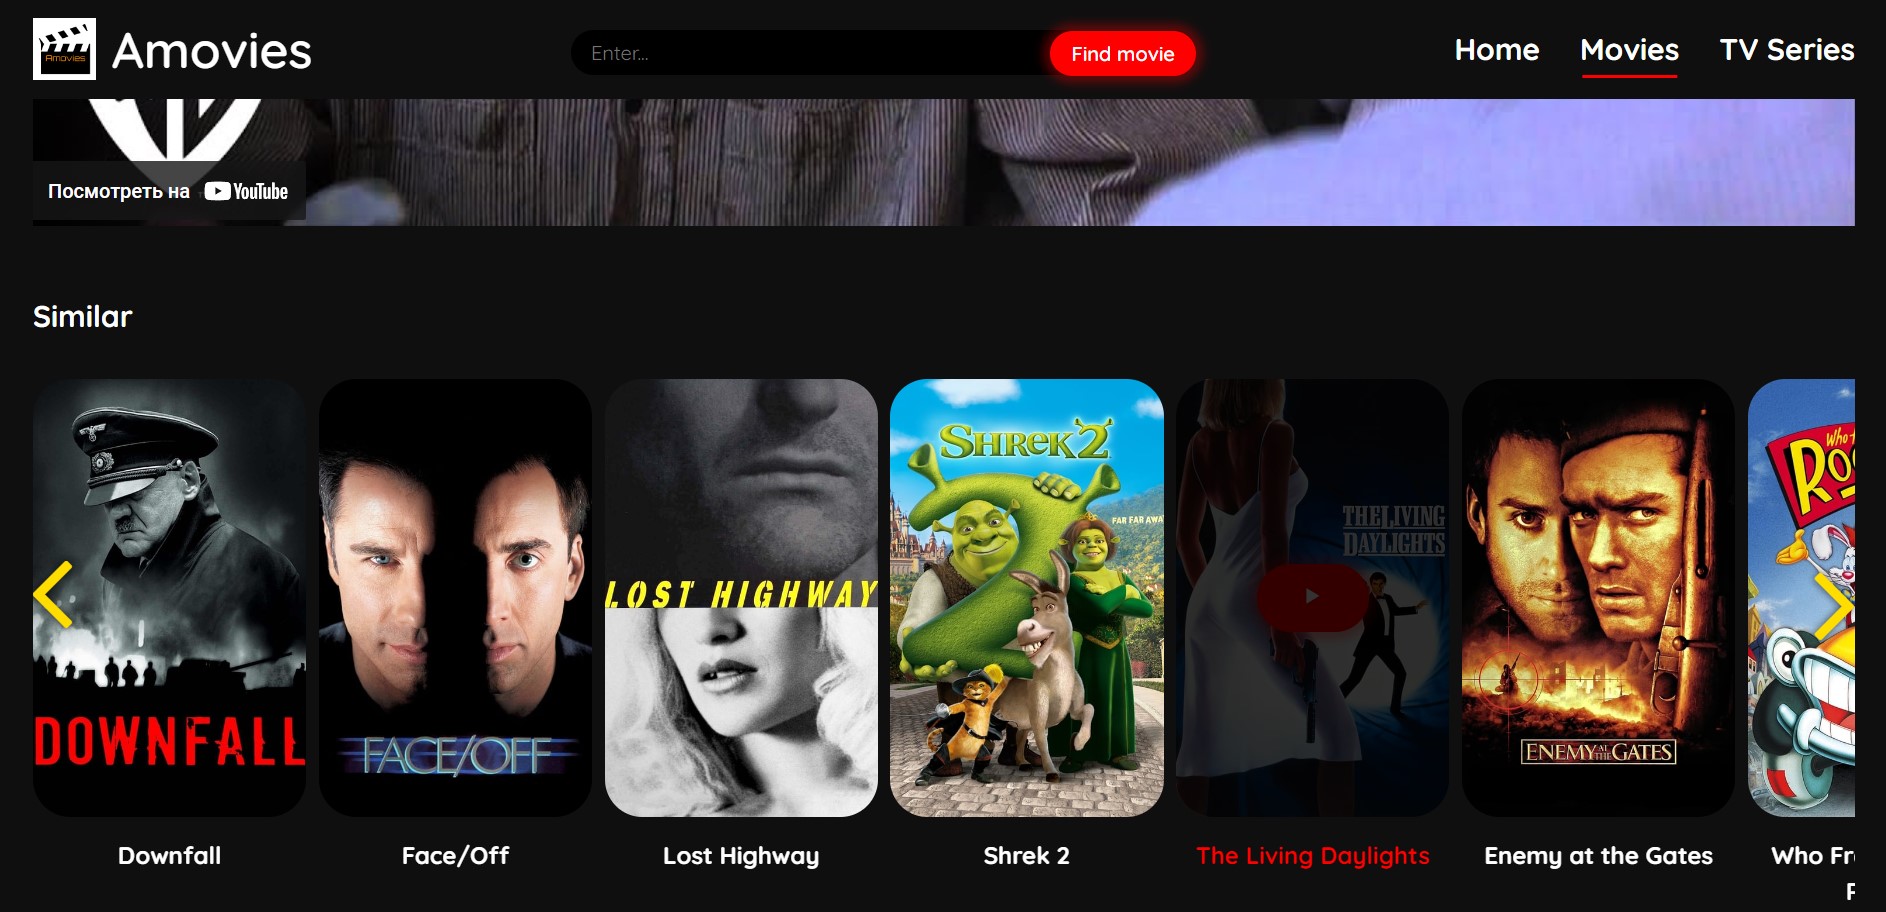 Amovies
Amovies
Enter...
Find movie
Home
Movies
TV Series
Посмотреть на YouTube
Similar
DOWNFALL
FACE/OFF
LOST HIGHWAY
SHREK 2
FAR FAR AWA
THE LIVING
DAYLIGHTS
ENEMY AT THE GATES
Who
RO
Downfall
Face/Off
Lost Highway
Shrek 2
The Living Daylights
Enemy at the Gates
Who Fr